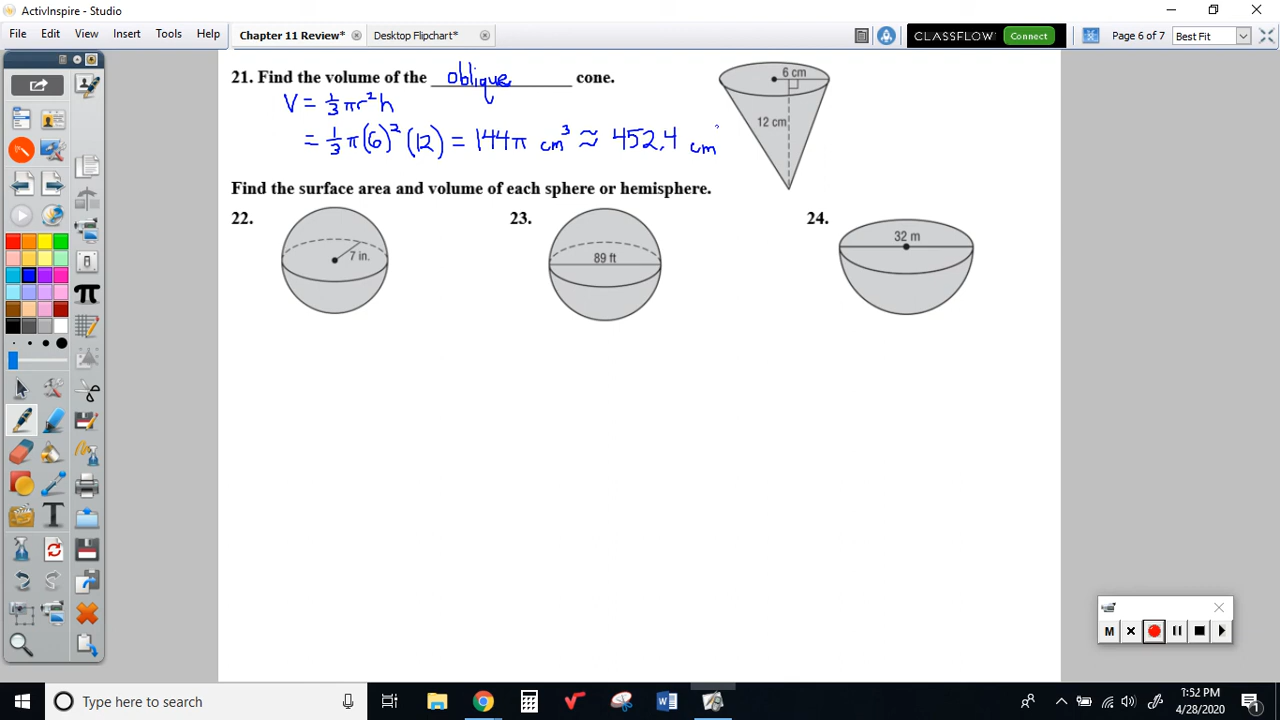 ActivInspire - Studio
File Edit View Insert Tools Help
Chapter 11 Review*
Desktop Flipchart*
CLASSFLOW
Connect
Page 6 of 7
Best Fit
21. Find the volume of the oblique cone.
V = 1/3 πr²h
= 1/3 π(6)²(12) = 144π cm³ ≈ 452.4 cm
6 cm
12 cm
Find the surface area and volume of each sphere or hemisphere.
22.
7 in.
23.
89 ft
24.
32 m
π
T
M
Type here to search
W
7:52 PM
4/28/2020
1